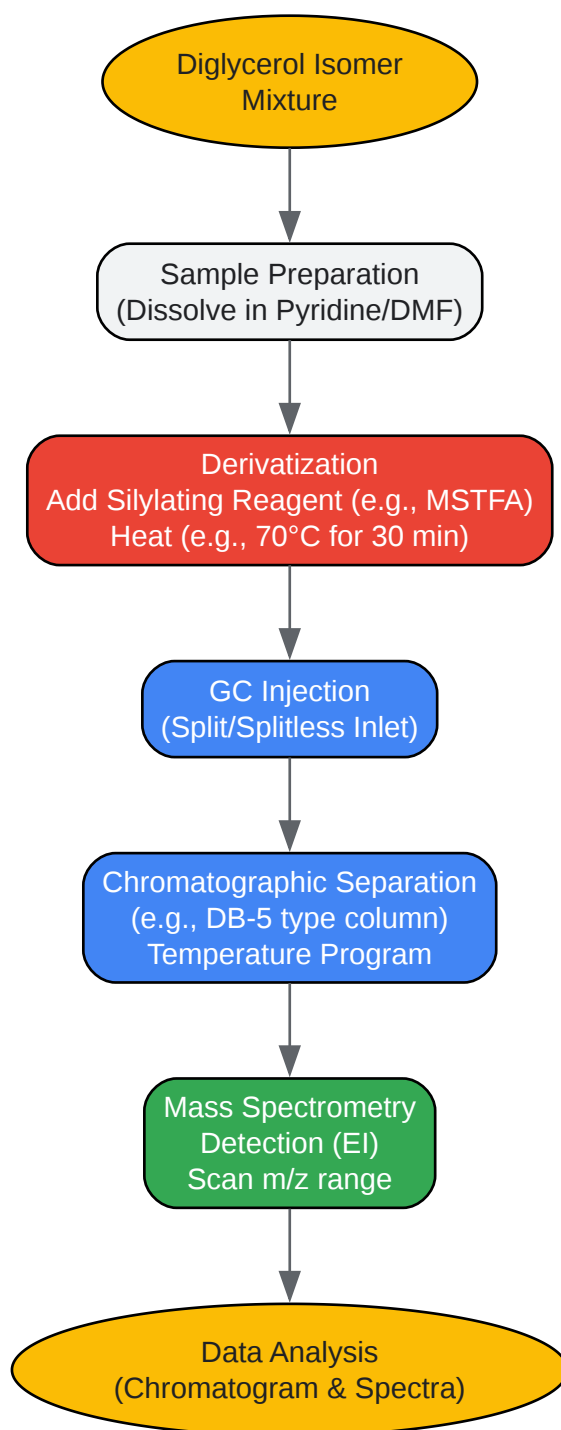 Diglycerol Isomer
Mixture
Sample Preparation
(Dissolve in Pyridine/DMF)
Derivatization
Add Silylating Reagent (e.g., MSTFA)
Heat (e.g., 70°C for 30 min)
GC Injection
(Split/Splitless Inlet)
Chromatographic Separation
(e.g., DB-5 type column)
Temperature Program
Mass Spectrometry
Detection (EI)
Scan m/z range
Data Analysis
(Chromatogram & Spectra)